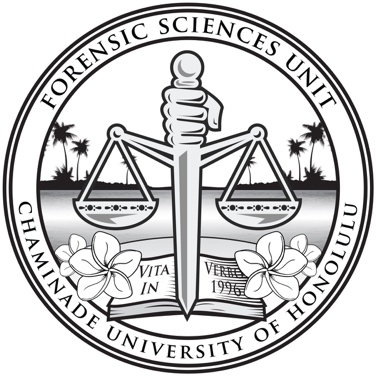 FORENSIC SCIENCES UNIT
VITA
IN
1996
CHAMINADE UNIVERSITY OF HONOLULU